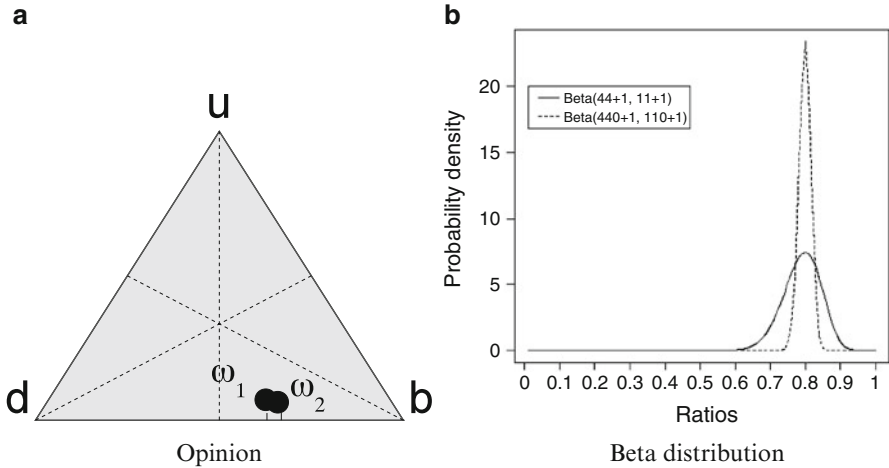 a
u
d
b
ω1
ω2
Opinion
b
Probability density
20
15
10
5
0
Beta(44+1, 11+1)
Beta(440+1, 110+1)
0 0.1 0.2 0.3 0.4 0.5 0.6 0.7 0.8 0.9 1
Ratios
Beta distribution